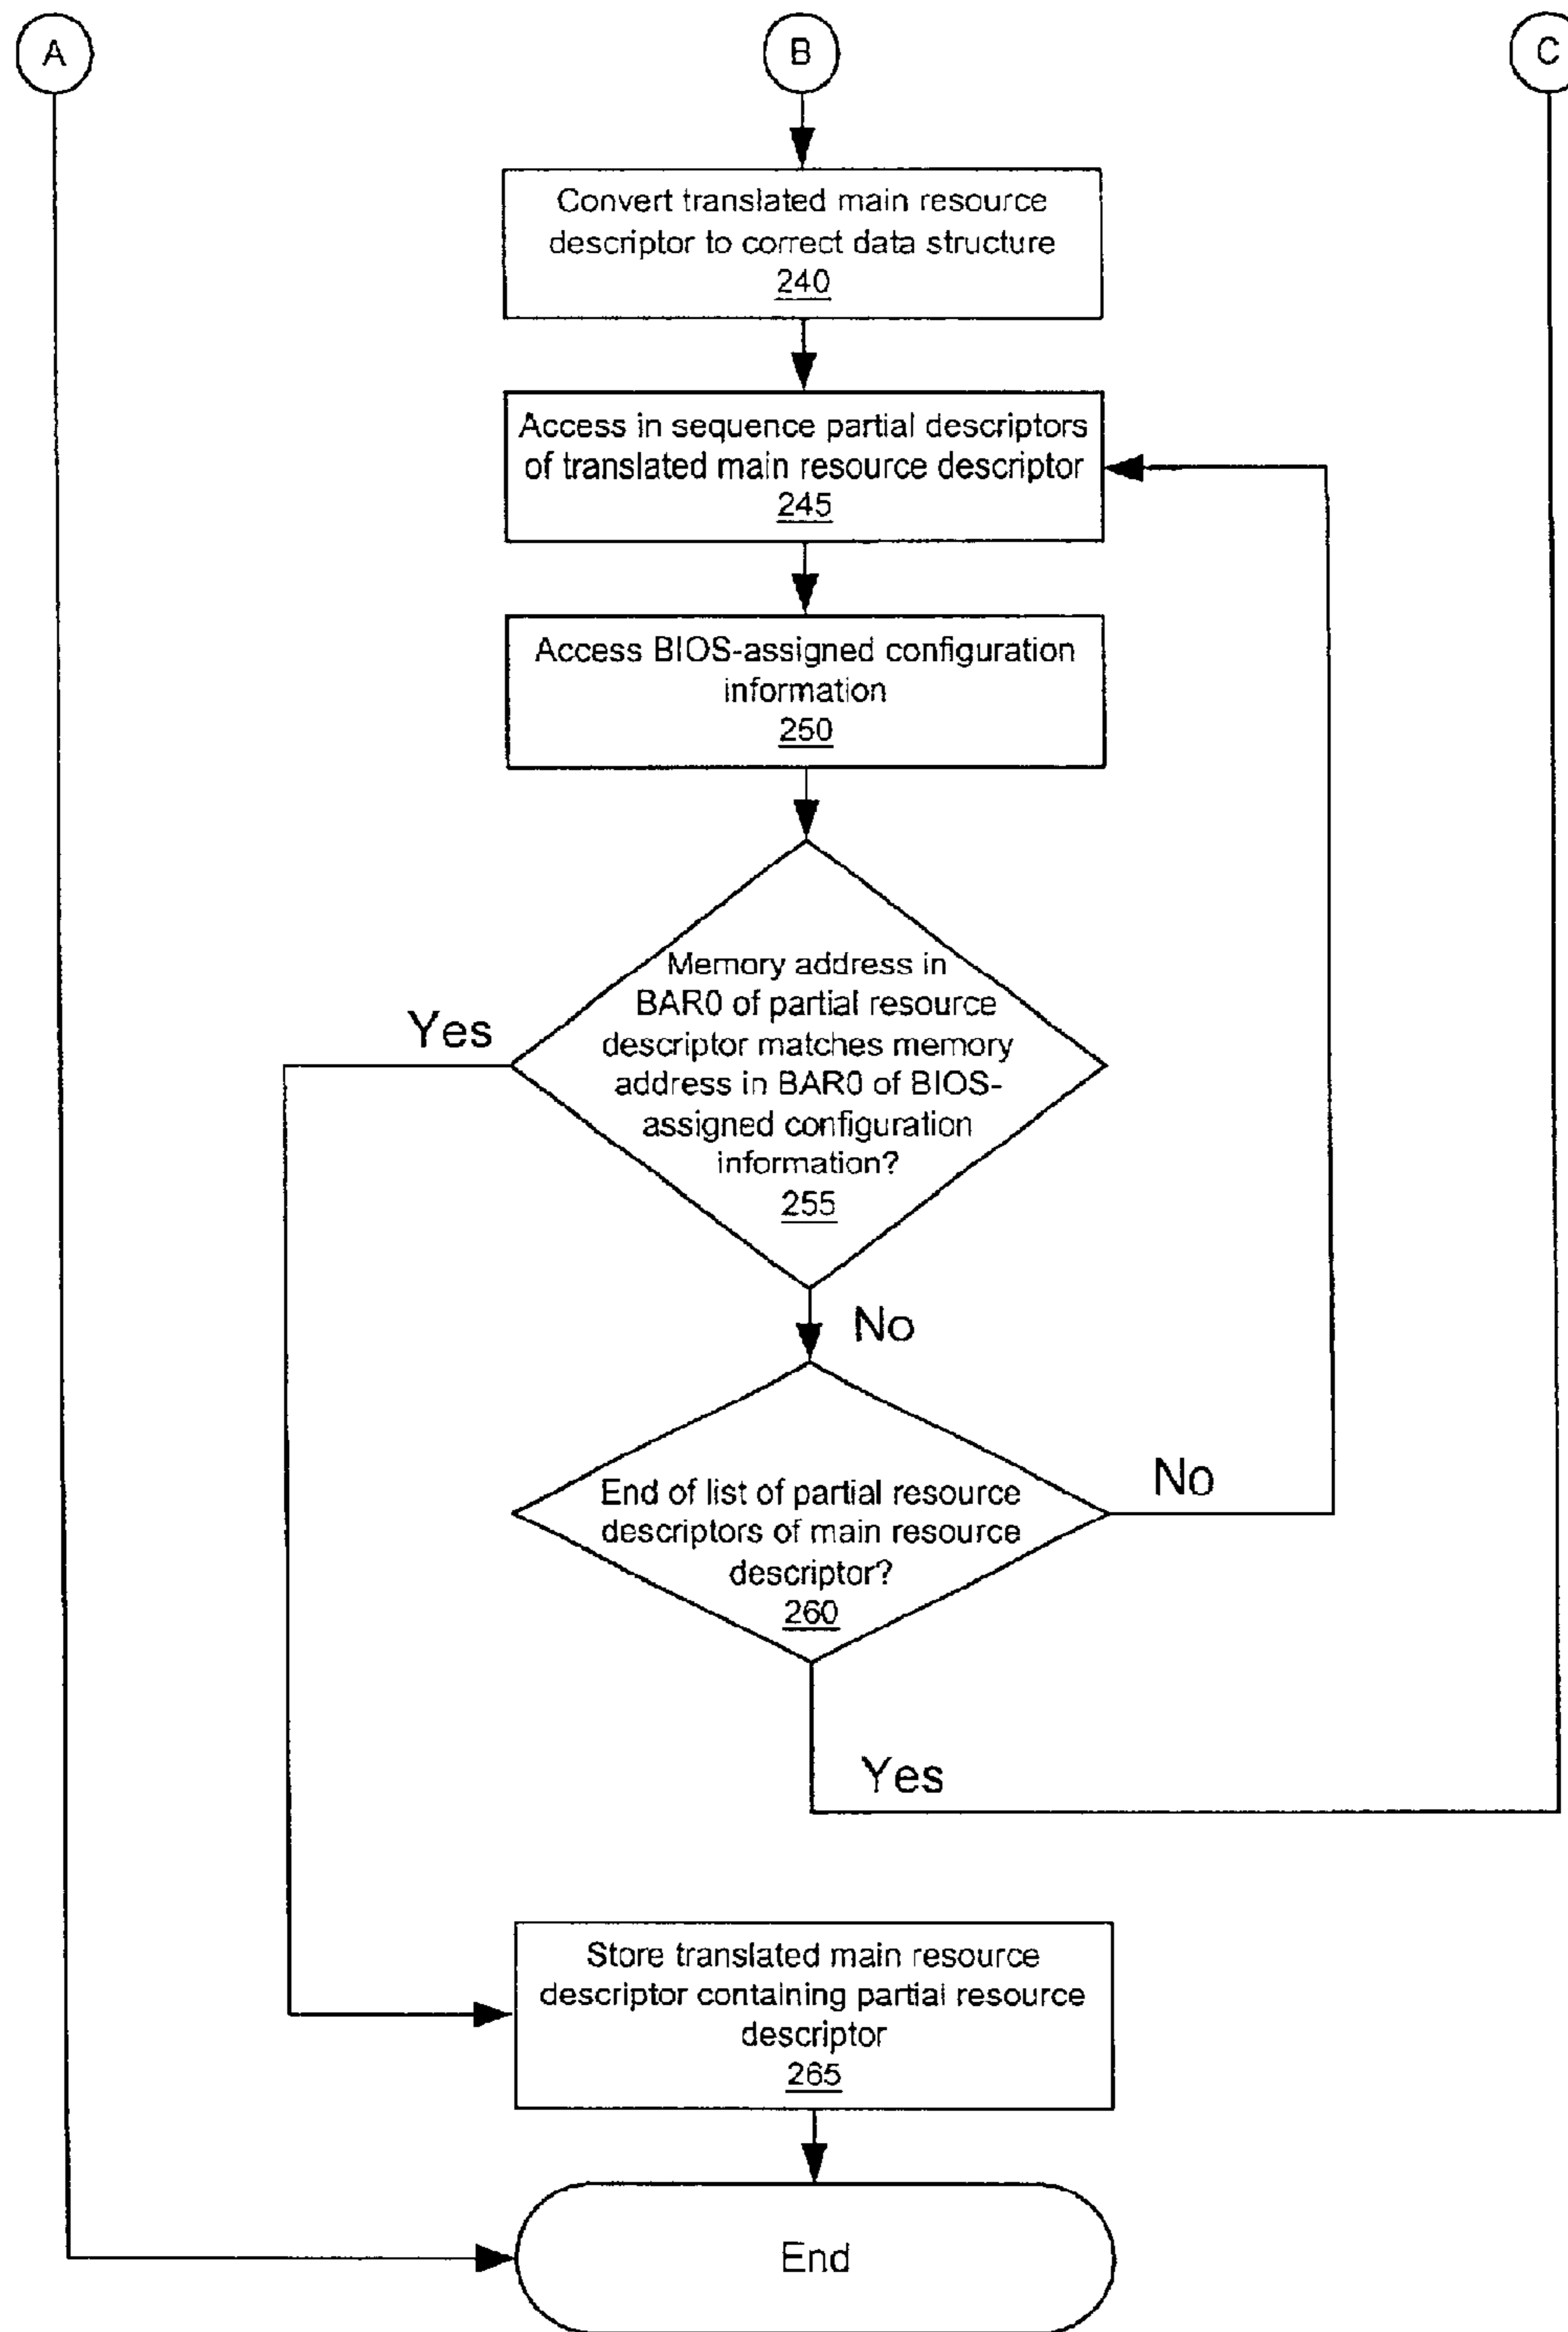 A
B
C
Convert translated main resource
descriptor to correct data structure
240
Access in sequence partial descriptors
of translated main resource descriptor
245
Access BIOS-assigned configuration
information
250
Memory address in
BAR0 of partial resource
descriptor matches memory
address in BAR0 of BIOS-
assigned configuration
information?
255
Yes
No
End of list of partial resource
descriptors of main resource
descriptor?
260
No
Yes
Store translated main resource
descriptor containing partial resource
descriptor
265
End